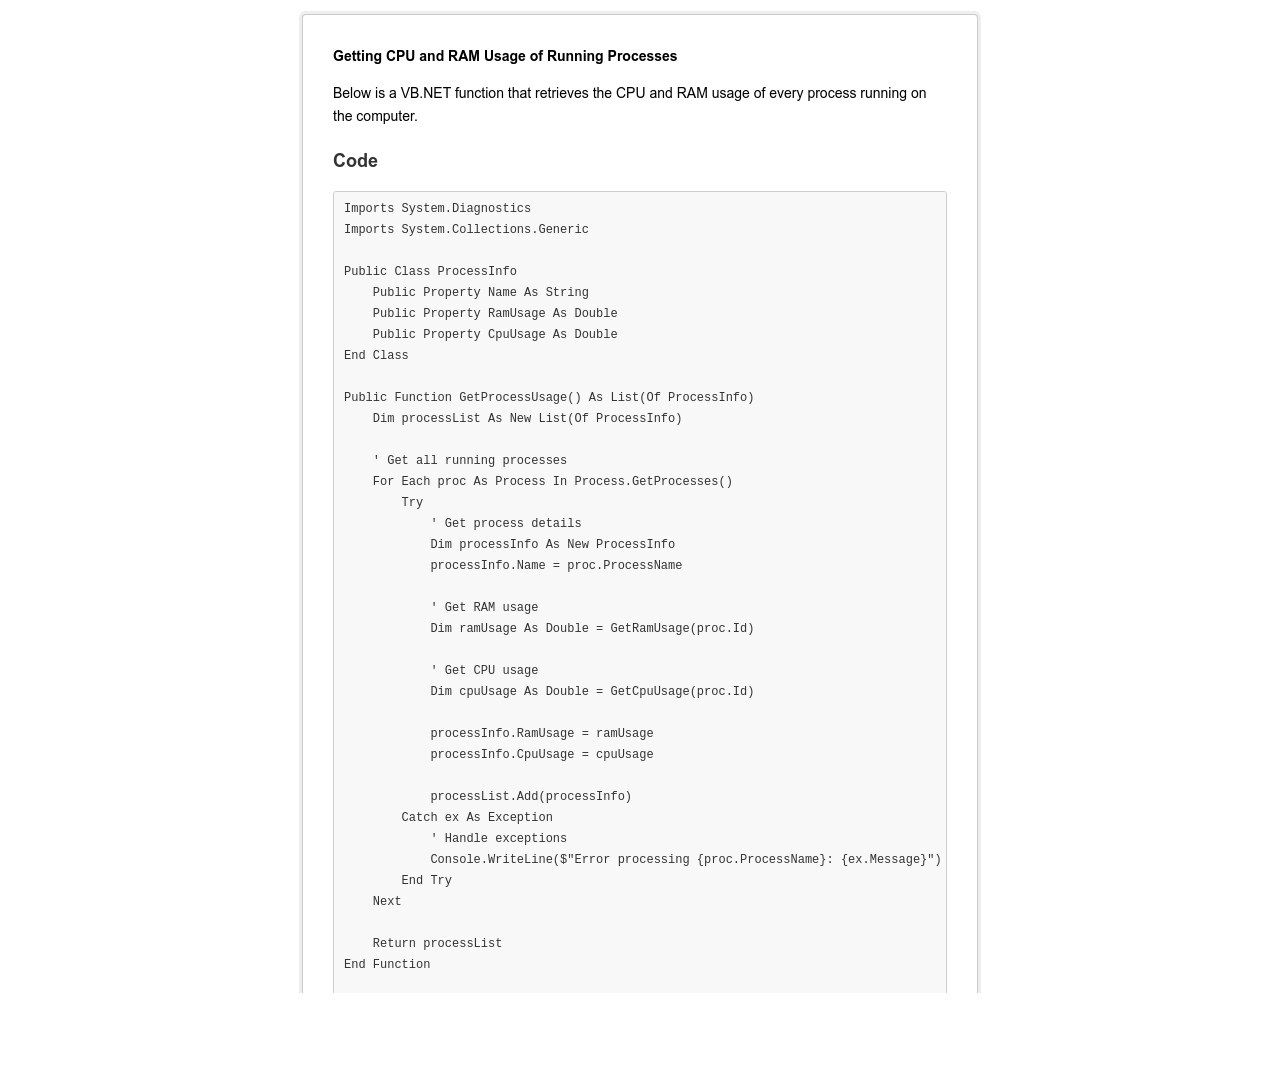 Getting CPU and RAM Usage of Running Processes
Below is a VB.NET function that retrieves the CPU and RAM usage of every process running on
the computer.
Code
Imports System.Diagnostics
Imports System.Collections.Generic

Public Class ProcessInfo
    Public Property Name As String
    Public Property RamUsage As Double
    Public Property CpuUsage As Double
End Class

Public Function GetProcessUsage() As List(Of ProcessInfo)
    Dim processList As New List(Of ProcessInfo)

    ' Get all running processes
    For Each proc As Process In Process.GetProcesses()
        Try
            ' Get process details
            Dim processInfo As New ProcessInfo
            processInfo.Name = proc.ProcessName

            ' Get RAM usage
            Dim ramUsage As Double = GetRamUsage(proc.Id)

            ' Get CPU usage
            Dim cpuUsage As Double = GetCpuUsage(proc.Id)

            processInfo.RamUsage = ramUsage
            processInfo.CpuUsage = cpuUsage

            processList.Add(processInfo)
        Catch ex As Exception
            ' Handle exceptions
            Console.WriteLine($"Error processing {proc.ProcessName}: {ex.Message}")
        End Try
    Next

    Return processList
End Function